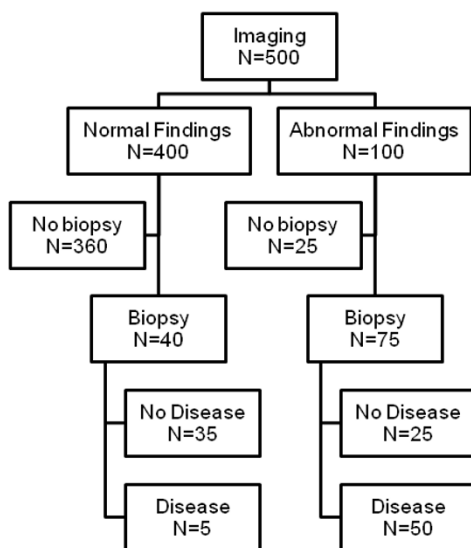 Imaging
N=500
Normal Findings
N=400
Abnormal Findings
N=100
No biopsy
N=360
No biopsy
N=25
Biopsy
N=40
Biopsy
N=75
No Disease
N=35
No Disease
N=25
Disease
N=5
Disease
N=50